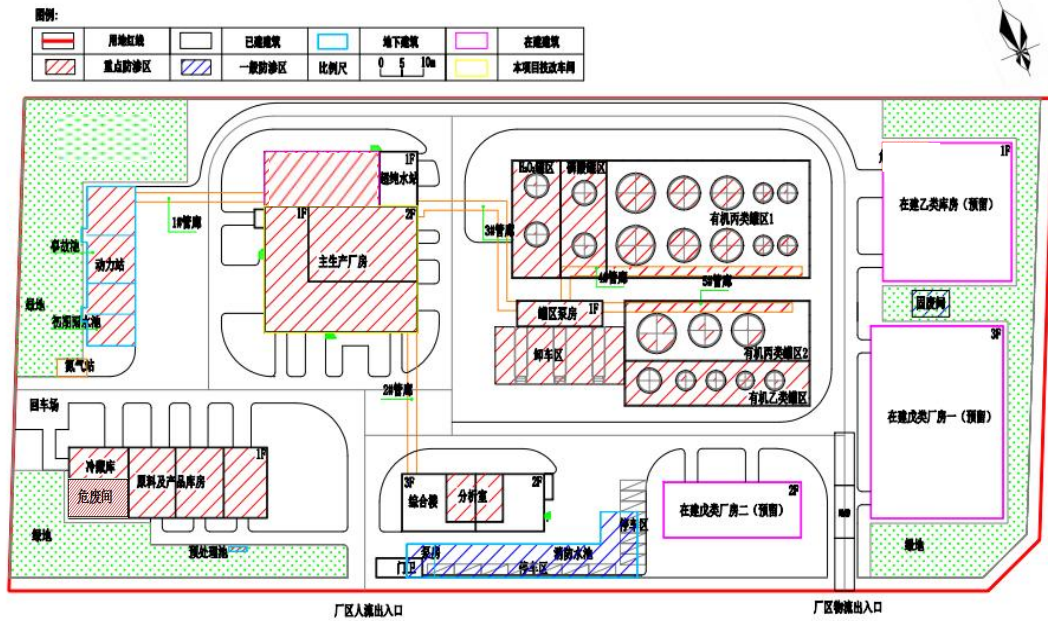 图例:
用地红线 已建建筑 地下建筑 在建建筑
重点防渗区 一般防渗区 比例尺 0 5 10m 本项目技改车间
1F
超纯水站
H₂O₂罐区
磷酸罐区
有机丙类罐区1
1F
在建乙类库房（预留）
1#管廊
3#管廊
1F
2F
主生产厂房
事故池
动力站
4#管廊
5#管廊
绿地
初期雨水池
罐区泵房
1F
固废间
卸车区
有机丙类罐区2
3F
氮气站
有机乙类罐区
2#管廊
回车场
在建戊类厂房一（预留）
冷藏库
1F
原料及产品库房
危废间
3F
综合楼
分析室
2F
2F
在建戊类厂房二（预留）
停车区
绿地
预处理池
泵房
消防水池
绿地
门卫
停车区
厂区人流出入口
厂区物流出入口